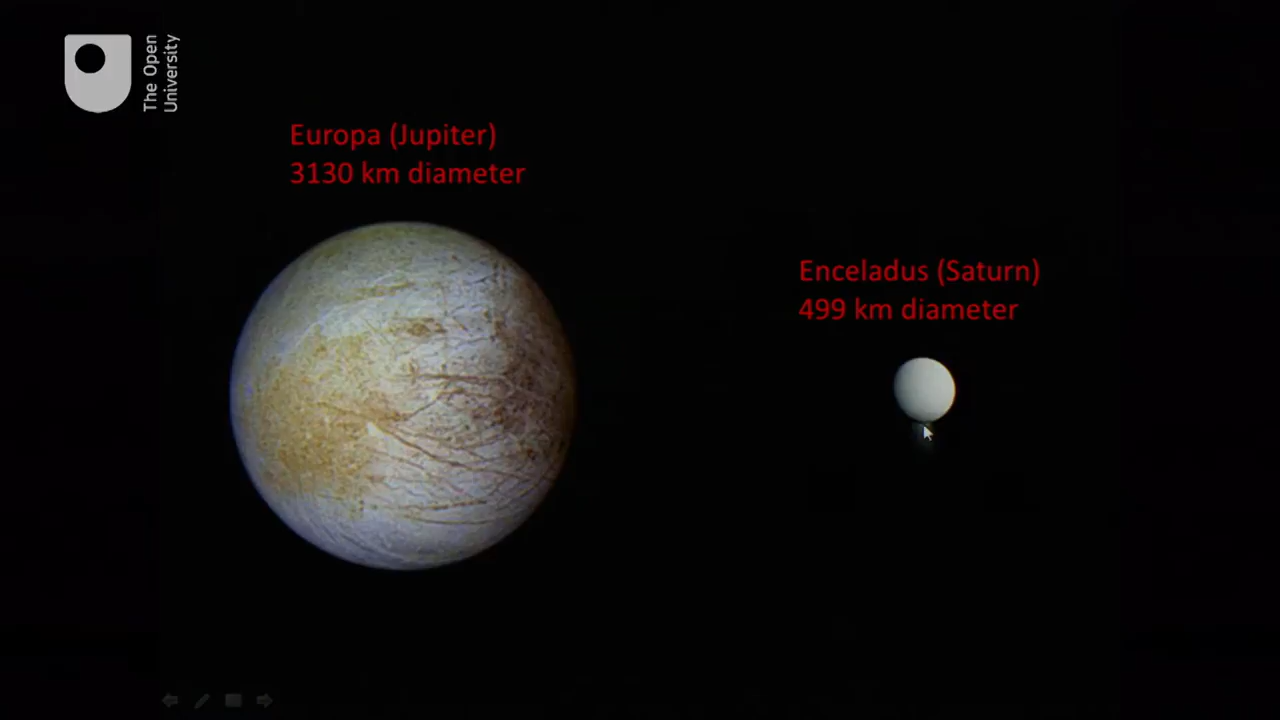 The Open
University
Europa (Jupiter)
3130 km diameter
Enceladus (Saturn)
499 km diameter